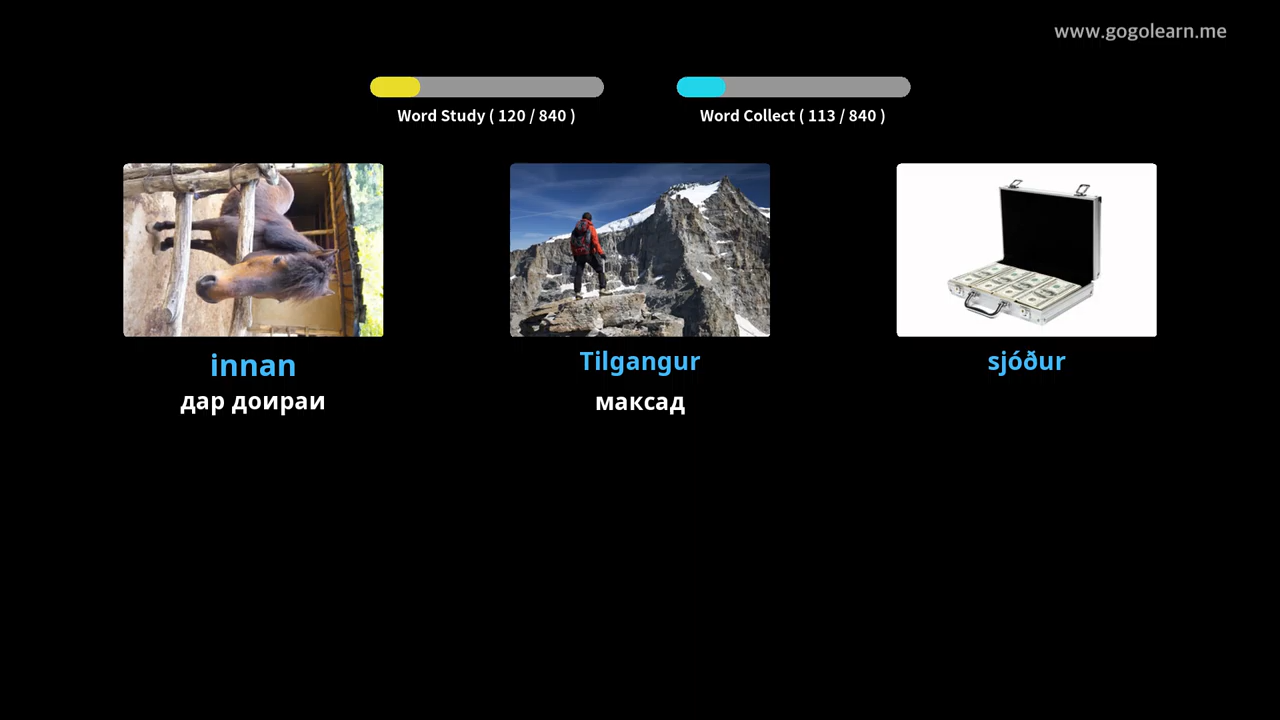 www.gogolearn.me
Word Study ( 120 / 840 )
Word Collect ( 113 / 840 )
innan
дар доираи
Tilgangur
максад
sjóður